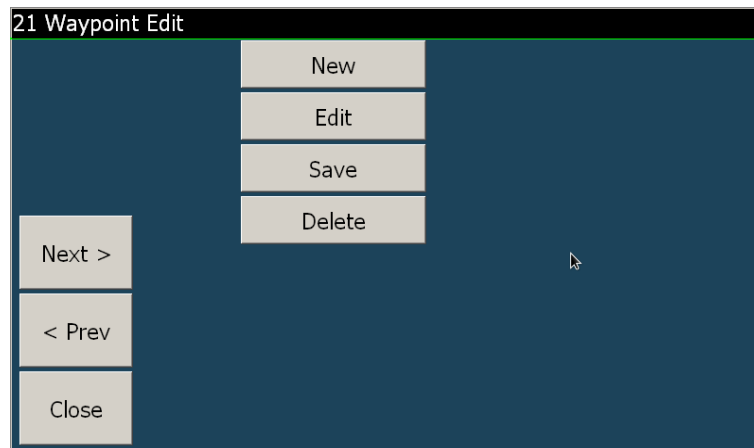 21 Waypoint Edit
New
Edit
Save
Delete
Next >
< Prev
Close